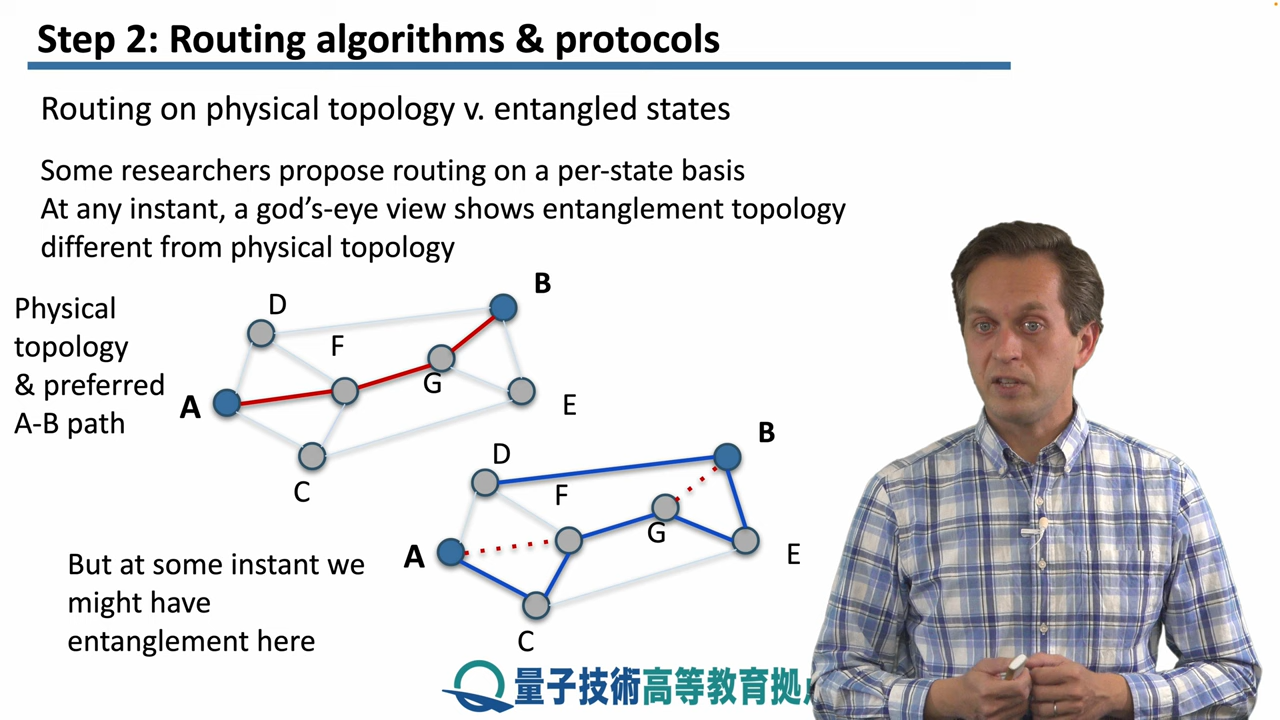 Step 2: Routing algorithms & protocols
Routing on physical topology v. entangled states
Some researchers propose routing on a per-state basis
At any instant, a god's-eye view shows entanglement topology
different from physical topology
Physical
topology
& preferred
A-B path
D
B
F
G
A
E
C
But at some instant we
might have
entanglement here
D
B
F
G
A
E
C
量子技術高等教育拠